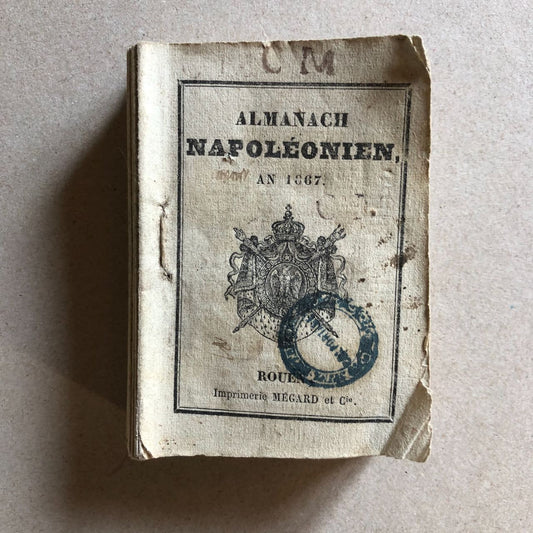 C M
ALMANACH
NAPOLÉONIEN,
AN 1867.
ROUEN
Imprimerie MÉGARD et Cie.